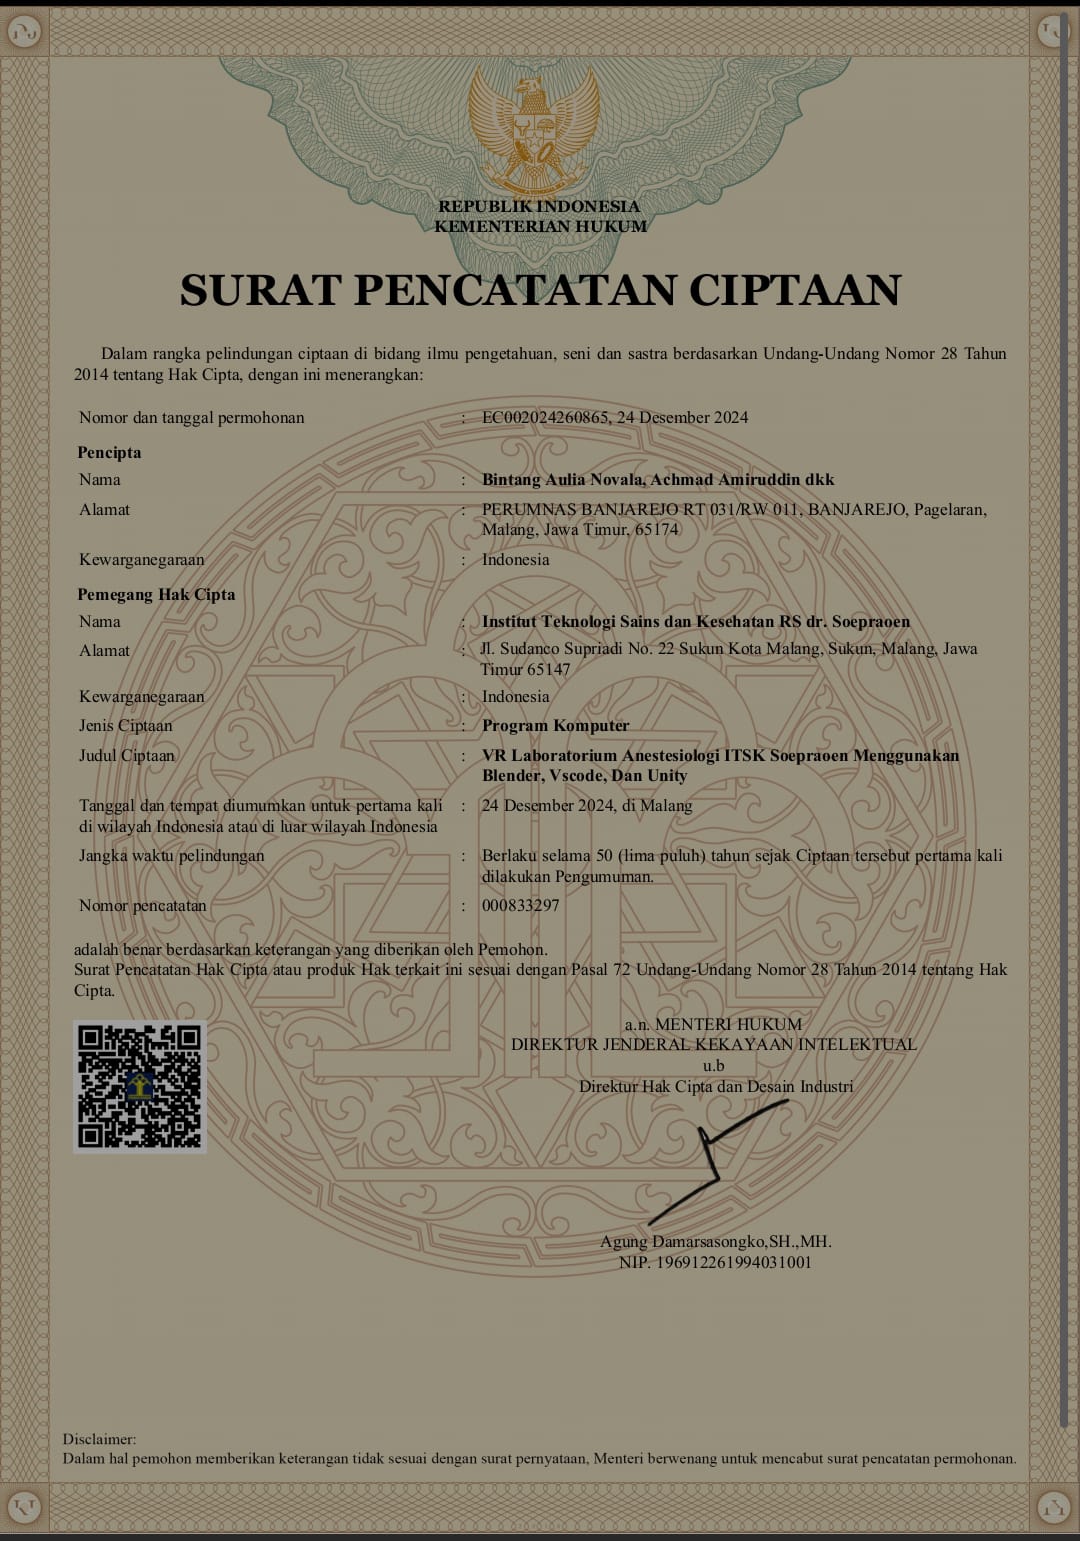 REPUBLIK INDONESIA
KEMENTERIAN HUKUM
SURAT PENCATATAN CIPTAAN
Dalam rangka pelindungan ciptaan di bidang ilmu pengetahuan, seni dan sastra berdasarkan Undang-Undang Nomor 28 Tahun
2014 tentang Hak Cipta, dengan ini menerangkan:
Nomor dan tanggal permohonan : EC002024260865, 24 Desember 2024
Pencipta
Nama : Bintang Aulia Novala, Achmad Amiruddin dkk
Alamat : PERUMNAS BANJAREJO RT 031/RW 011, BANJAREJO, Pagelaran,
Malang, Jawa Timur, 65174
Kewarganegaraan : Indonesia
Pemegang Hak Cipta
Nama : Institut Teknologi Sains dan Kesehatan RS dr. Soepraoen
Alamat : Jl. Sudanco Supriadi No. 22 Sukun Kota Malang, Sukun, Malang, Jawa
Timur 65147
Kewarganegaraan : Indonesia
Jenis Ciptaan : Program Komputer
Judul Ciptaan : VR Laboratorium Anestesiologi ITSK Soepraoen Menggunakan
Blender, Vscode, Dan Unity
Tanggal dan tempat diumumkan untuk pertama kali : 24 Desember 2024, di Malang
di wilayah Indonesia atau di luar wilayah Indonesia
Jangka waktu pelindungan : Berlaku selama 50 (lima puluh) tahun sejak Ciptaan tersebut pertama kali
dilakukan Pengumuman.
Nomor pencatatan : 000833297
adalah benar berdasarkan keterangan yang diberikan oleh Pemohon.
Surat Pencatatan Hak Cipta atau produk Hak terkait ini sesuai dengan Pasal 72 Undang-Undang Nomor 28 Tahun 2014 tentang Hak
Cipta.
a.n. MENTERI HUKUM
DIREKTUR JENDERAL KEKAYAAN INTELEKTUAL
u.b
Direktur Hak Cipta dan Desain Industri
Agung Damarsasongko,SH.,MH.
NIP. 196912261994031001
Disclaimer:
Dalam hal pemohon memberikan keterangan tidak sesuai dengan surat pernyataan, Menteri berwenang untuk mencabut surat pencatatan permohonan.